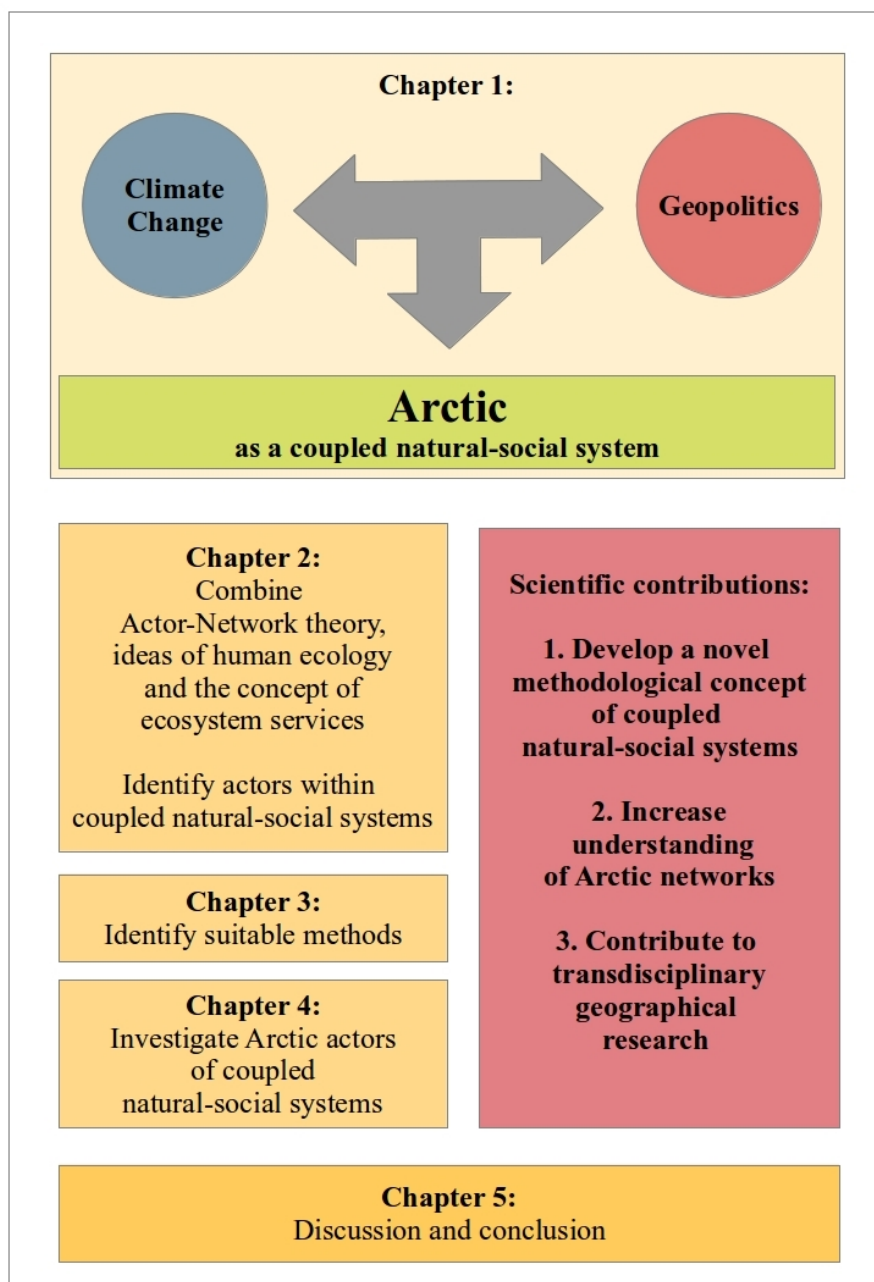 Chapter 1:
Climate
Change
Geopolitics
Arctic
as a coupled natural-social system
Chapter 2:
Combine
Actor-Network theory,
ideas of human ecology
and the concept of
ecosystem services
Identify actors within
coupled natural-social systems
Chapter 3:
Identify suitable methods
Chapter 4:
Investigate Arctic actors
of coupled
natural-social systems
Scientific contributions:
1. Develop a novel
methodological concept
of coupled
natural-social systems
2. Increase
understanding
of Arctic networks
3. Contribute to
transdisciplinary
geographical
research
Chapter 5:
Discussion and conclusion